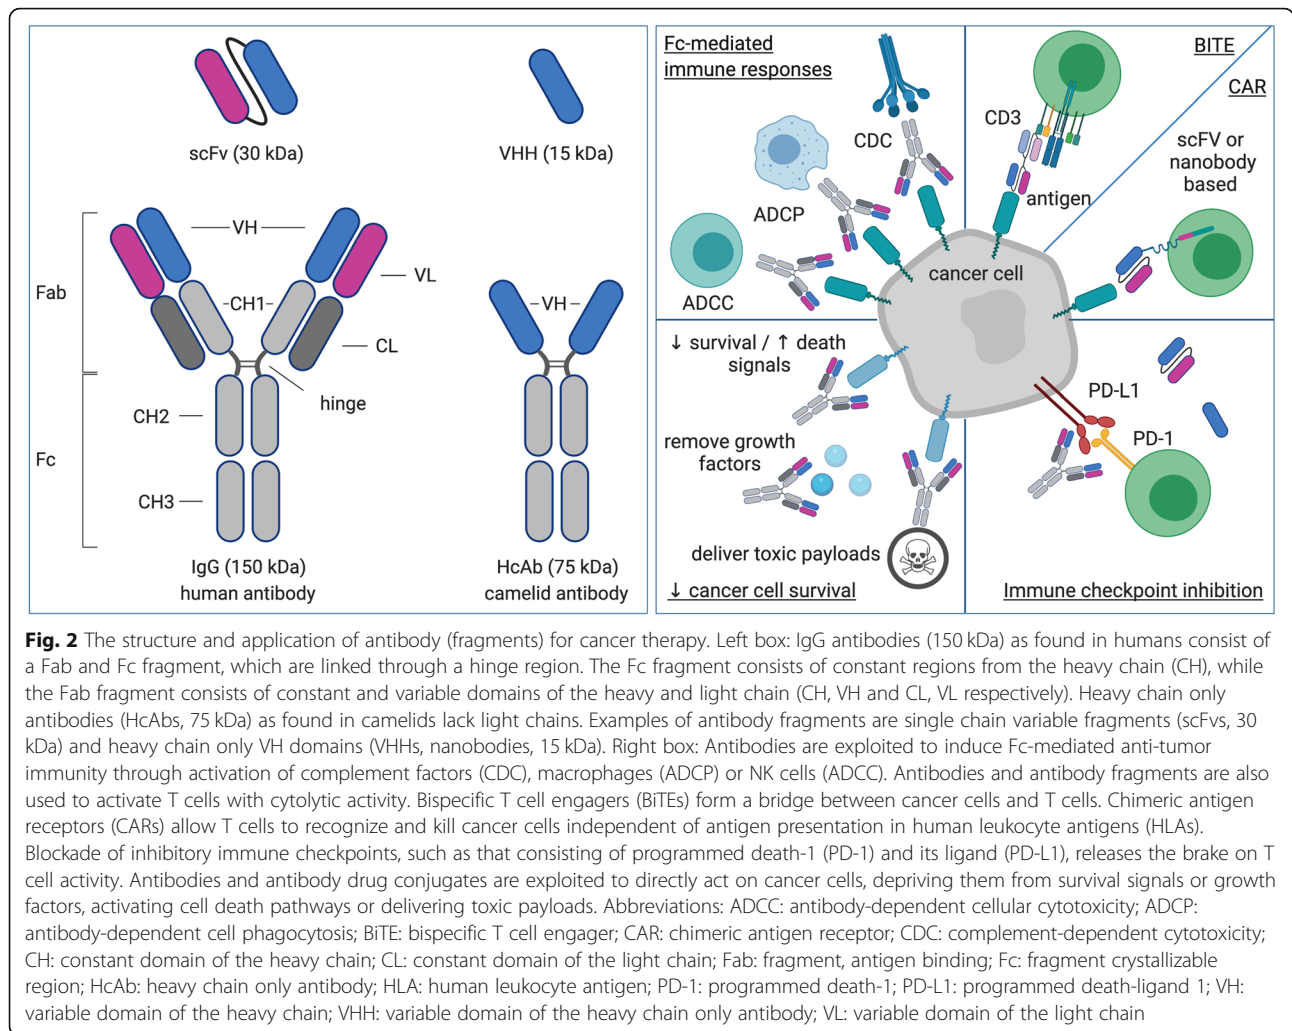 scFv (30 kDa)
VHH (15 kDa)
Fab
VH
VL
CH1
CL
hinge
CH2
Fc
CH3
VH
IgG (150 kDa)
human antibody
HcAb (75 kDa)
camelid antibody
Fc-mediated
immune responses
CDC
ADCP
ADCC
BITE
CAR
CD3
scFV or
nanobody
based
antigen
cancer cell
↓ survival / ↑ death
signals
remove growth
factors
deliver toxic payloads
↓ cancer cell survival
PD-L1
PD-1
Immune checkpoint inhibition
Fig. 2 The structure and application of antibody (fragments) for cancer therapy. Left box: IgG antibodies (150 kDa) as found in humans consist of
a Fab and Fc fragment, which are linked through a hinge region. The Fc fragment consists of constant regions from the heavy chain (CH), while
the Fab fragment consists of constant and variable domains of the heavy and light chain (CH, VH and CL, VL respectively). Heavy chain only
antibodies (HcAbs, 75 kDa) as found in camelids lack light chains. Examples of antibody fragments are single chain variable fragments (scFvs, 30
kDa) and heavy chain only VH domains (VHHs, nanobodies, 15 kDa). Right box: Antibodies are exploited to induce Fc-mediated anti-tumor
immunity through activation of complement factors (CDC), macrophages (ADCP) or NK cells (ADCC). Antibodies and antibody fragments are also
used to activate T cells with cytolytic activity. Bispecific T cell engagers (BiTEs) form a bridge between cancer cells and T cells. Chimeric antigen
receptors (CARs) allow T cells to recognize and kill cancer cells independent of antigen presentation in human leukocyte antigens (HLAs).
Blockade of inhibitory immune checkpoints, such as that consisting of programmed death-1 (PD-1) and its ligand (PD-L1), releases the brake on T
cell activity. Antibodies and antibody drug conjugates are exploited to directly act on cancer cells, depriving them from survival signals or growth
factors, activating cell death pathways or delivering toxic payloads. Abbreviations: ADCC: antibody-dependent cellular cytotoxicity; ADCP:
antibody-dependent cell phagocytosis; BiTE: bispecific T cell engager; CAR: chimeric antigen receptor; CDC: complement-dependent cytotoxicity;
CH: constant domain of the heavy chain; CL: constant domain of the light chain; Fab: fragment, antigen binding; Fc: fragment crystallizable
region; HcAb: heavy chain only antibody; HLA: human leukocyte antigen; PD-1: programmed death-1; PD-L1: programmed death-ligand 1; VH:
variable domain of the heavy chain; VHH: variable domain of the heavy chain only antibody; VL: variable domain of the light chain